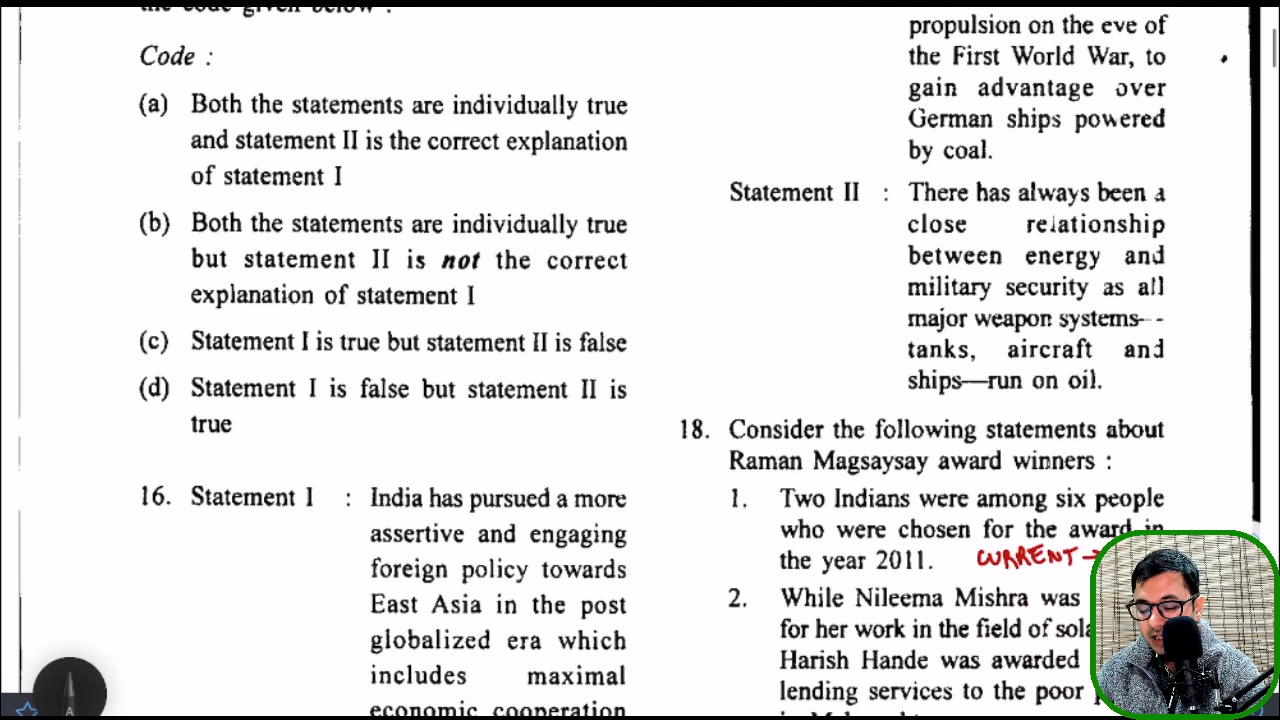 the code given below :
Code :
(a) Both the statements are individually true
and statement II is the correct explanation
of statement I
(b) Both the statements are individually true
but statement II is not the correct
explanation of statement I
(c) Statement I is true but statement II is false
(d) Statement I is false but statement II is
true
16. Statement I : India has pursued a more
assertive and engaging
foreign policy towards
East Asia in the post
globalized era which
includes maximal
economic cooperation
propulsion on the eve of
the First World War, to
gain advantage over
German ships powered
by coal.
Statement II : There has always been a
close relationship
between energy and
military security as all
major weapon systems—
tanks, aircraft and
ships—run on oil.
18. Consider the following statements about
Raman Magsaysay award winners :
1. Two Indians were among six people
who were chosen for the award in
the year 2011. CURRENT →
2. While Nileema Mishra was
for her work in the field of
Harish Hande was awarded
lending services to the poor